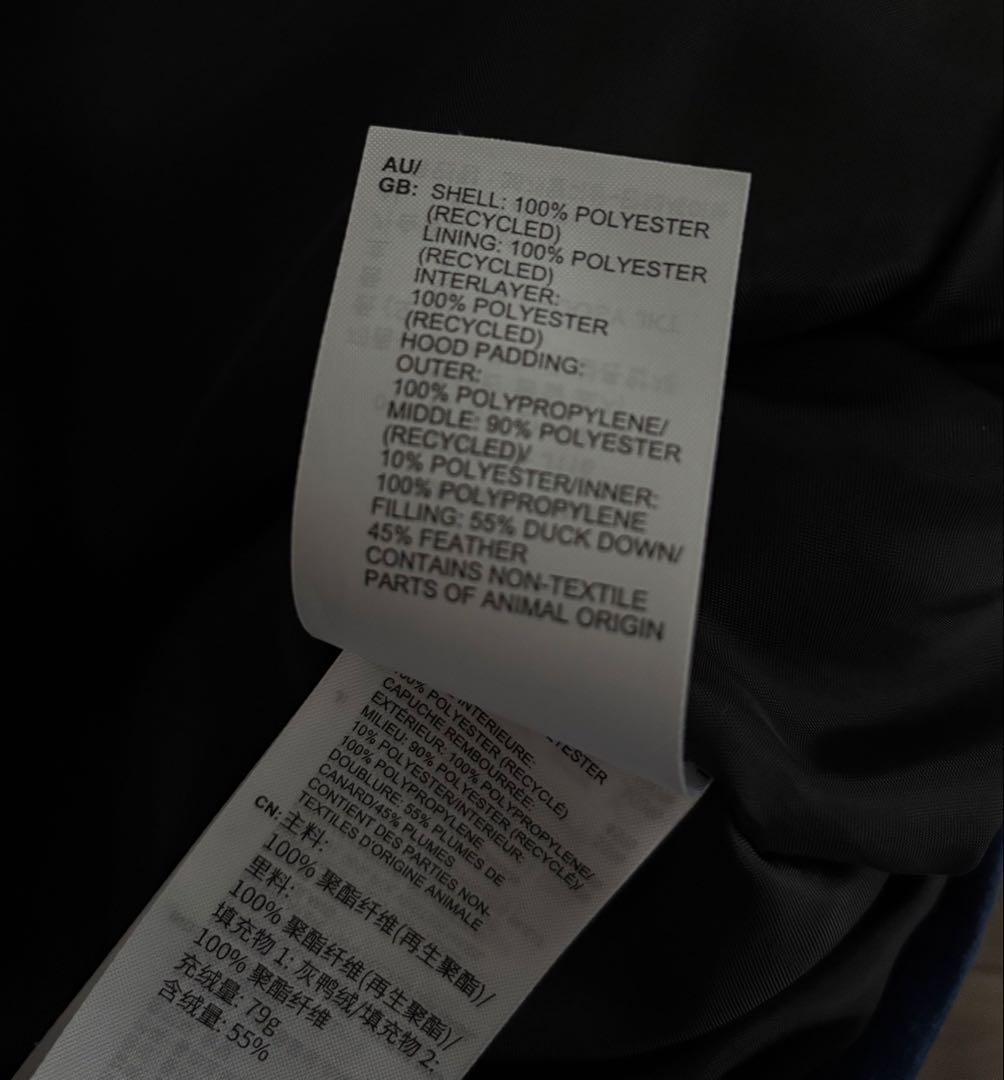 AU/
GB: SHELL: 100% POLYESTER
(RECYCLED)
LINING: 100% POLYESTER
(RECYCLED)
INTERLAYER:
100% POLYESTER
(RECYCLED)
HOOD PADDING:
OUTER:
100% POLYPROPYLENE/
MIDDLE: 90% POLYESTER
(RECYCLED)/
10% POLYESTER/INNER:
100% POLYPROPYLENE
FILLING: 55% DUCK DOWN/
45% FEATHER
CONTAINS NON-TEXTILE
PARTS OF ANIMAL ORIGIN
INTERIEURE:
100% POLYESTER (RECYCLÉ)
CAPUCHE REMBOURRÉE:
EXTÉRIEUR: 100% POLYPROPYLENE/
MILIEU: 90% POLYESTER (RECYCLÉ)/
10% POLYESTER/INTERIEUR:
100% POLYPROPYLENE
DOUBLURE: 55% PLUMES DE
CANARD/45% PLUMES
CONTIENT DES PARTIES NON-
TEXTILES D'ORIGINE ANIMALE
CN: 主料:
100% 聚酯纤维(再生聚酯)/
里料:
100% 聚酯纤维(再生聚酯)/
填充物 1: 灰鸭绒/填充物 2:
100% 聚酯纤维
充绒量: 79g
含绒量: 55%